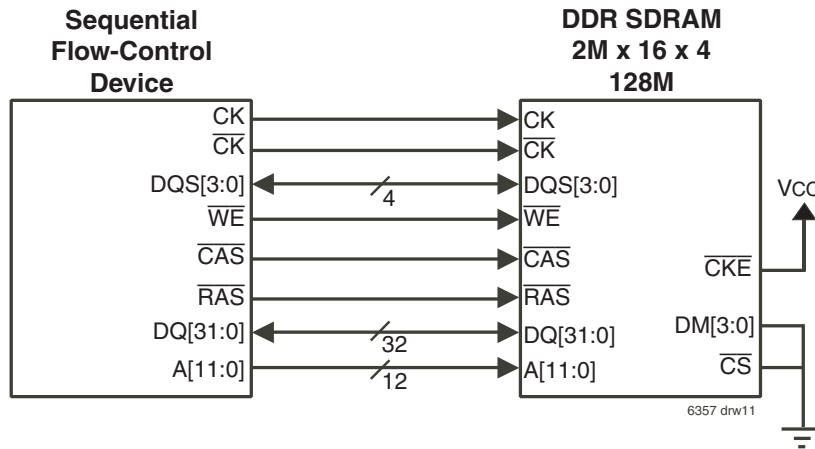 Sequential
Flow-Control
Device
DDR SDRAM
2M x 16 x 4
128M
CK
CK
CK
CK
DQS[3:0]
4
DQS[3:0]
VCC
WE
WE
CAS
CAS
CKE
RAS
RAS
DQ[31:0]
32
DQ[31:0]
DM[3:0]
A[11:0]
12
A[11:0]
CS
6357 drw11